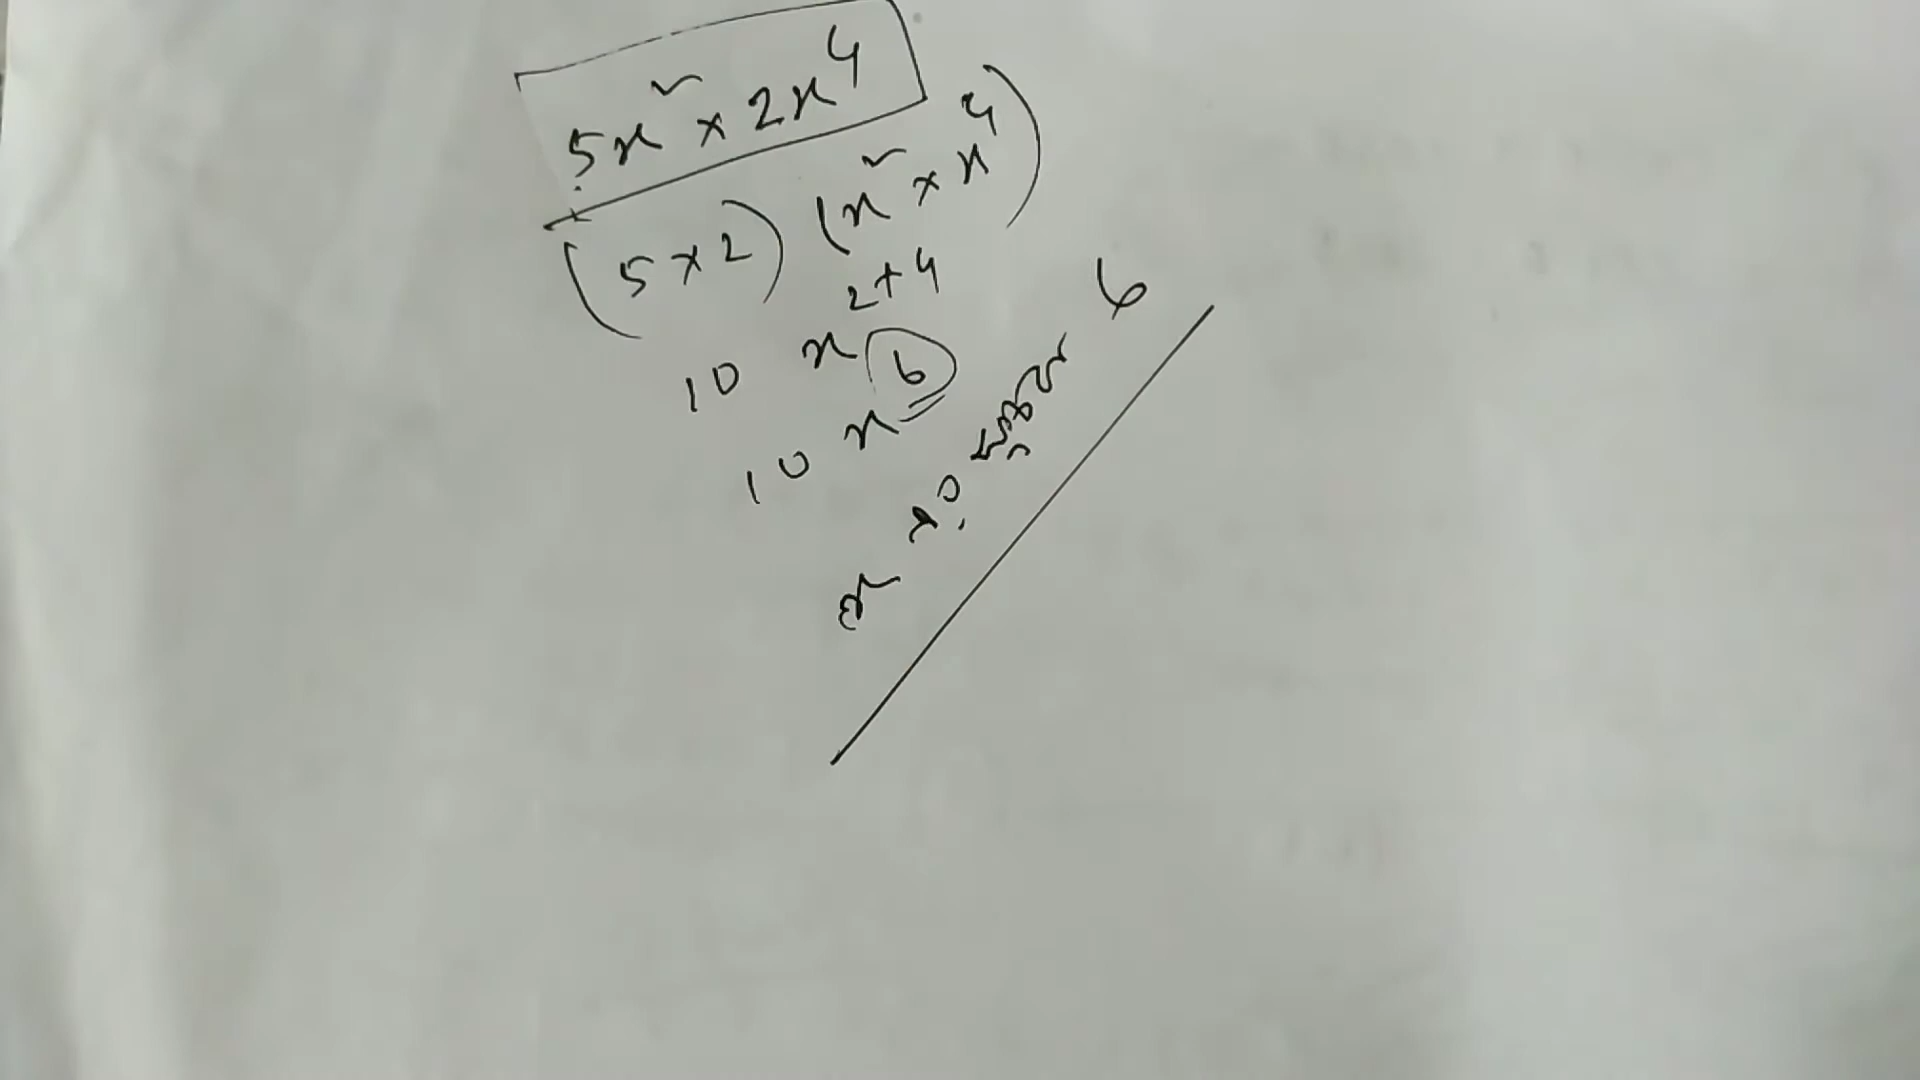 5x² × 2x⁴
(5 × 2) (x² × x⁴)
10 x²⁺⁴
10 x⁶
6